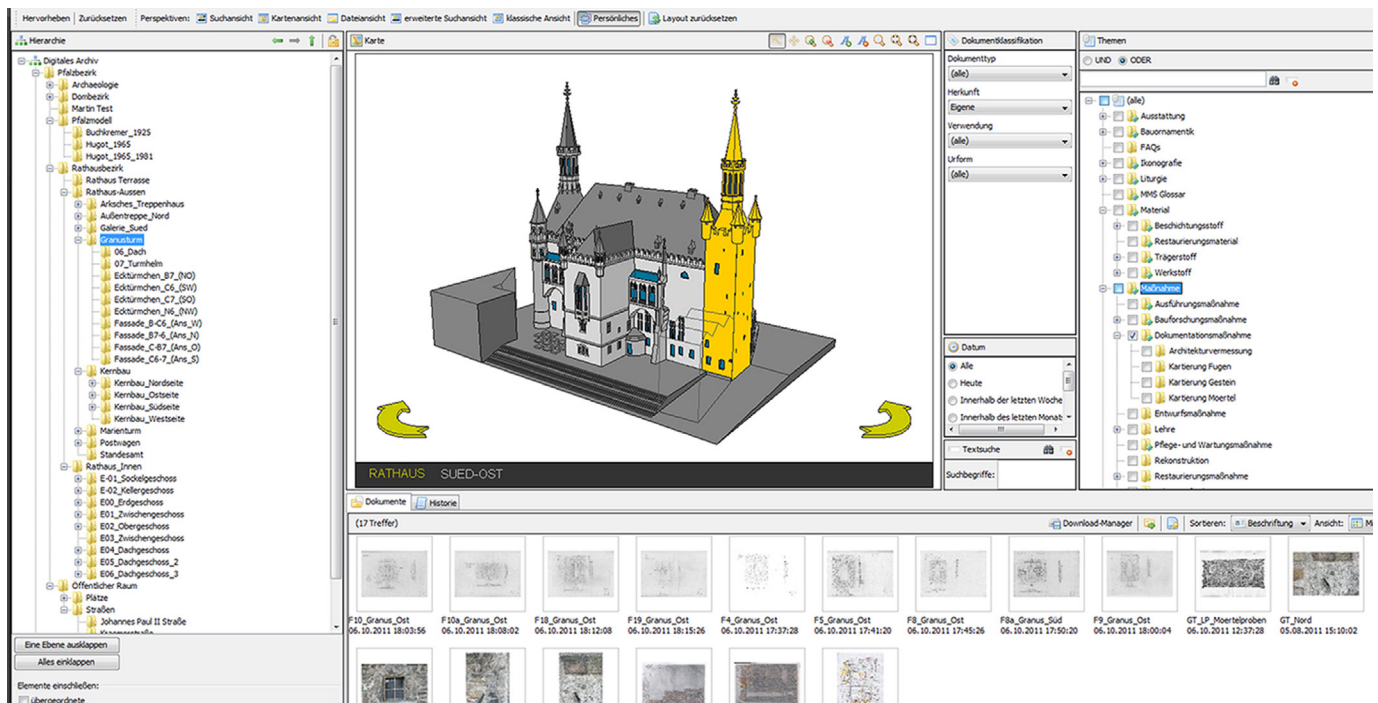 Hervorheben Zurücksetzen Perspektiven: Suchansicht Kartenansicht Dateiansicht erweiterte Suchansicht klassische Ansicht Persönliches Layout zurücksetzen
Hierarchie
Digitales Archiv
Pfalzbezirk
Archaeologie
Dombezirk
Martin Test
Pfalzmodell
Buchkremer_1925
Hugot_1965
Hugot_1965_1981
Rathausbezirk
Rathaus Terrasse
Rathaus-Aussen
Arksches_Treppenhaus
Außentreppe_Nord
Galerie_Sued
Granusturm
06_Dach
07_Turmhelm
Ecktürmchen_B7_(NO)
Ecktürmchen_C6_(SW)
Ecktürmchen_C7_(SO)
Ecktürmchen_N6_(NW)
Fassade_B-C6_(Ans_W)
Fassade_B7-6_(Ans_N)
Fassade_C-B7_(Ans_O)
Fassade_C6-7_(Ans_S)
Kernbau
Kernbau_Nordseite
Kernbau_Ostseite
Kernbau_Südseite
Kernbau_Westseite
Marienturm
Postwagen
Standesamt
Rathaus_Innen
E-01_Sockelgeschoss
E-02_Kellergeschoss
E00_Erdgeschoss
E01_Zwischengeschoss
E02_Obergeschoss
E03_Zwischengeschoss
E04_Dachgeschoss
E05_Dachgeschoss_2
E06_Dachgeschoss_3
Öffentlicher Raum
Plätze
Straßen
Johannes Paul II Straße
Eine Ebene ausklappen
Alles einklappen
Elemente einschließen:
übergeordnete
Karte
RATHAUS SUED-OST
Dokumentklassifikation
Dokumenttyp
(alle)
Herkunft
Eigene
Verwendung
(alle)
Urform
(alle)
Datum
Alle
Heute
Innerhalb der letzten Woche
Innerhalb des letzten Monats
Textsuche
Suchbegriffe:
Themen
UND ODER
(alle)
Ausstattung
Bauornamentik
FAQs
Ikonografie
Liturgie
MMS Glossar
Material
Beschichtungsstoff
Restaurierungsmaterial
Trägerstoff
Werkstoff
Maßnahme
Ausführungsmaßnahme
Bauforschungsmaßnahme
Dokumentationsmaßnahme
Architekturvermessung
Kartierung Fugen
Kartierung Gestein
Kartierung Moertel
Entwurfsmaßnahme
Lehre
Pflege- und Wartungsmaßnahme
Rekonstruktion
Restaurierungsmaßnahme
Dokumente Historie
(17 Treffer) Download-Manager Sortieren: Beschriftung Ansicht:
F10_Granus_Ost F10a_Granus_Ost F18_Granus_Ost F19_Granus_Ost F4_Granus_Ost F5_Granus_Ost F8_Granus_Ost F8a_Granus_Süd F9_Granus_Ost GT_LP_Moertelproben GT_Nord
06.10.2011 18:03:56 06.10.2011 18:08:02 06.10.2011 18:12:08 06.10.2011 18:15:26 06.10.2011 17:37:28 06.10.2011 17:41:20 06.10.2011 17:45:26 06.10.2011 17:50:20 06.10.2011 18:00:04 06.10.2011 12:37:28 05.08.2011 15:10:02